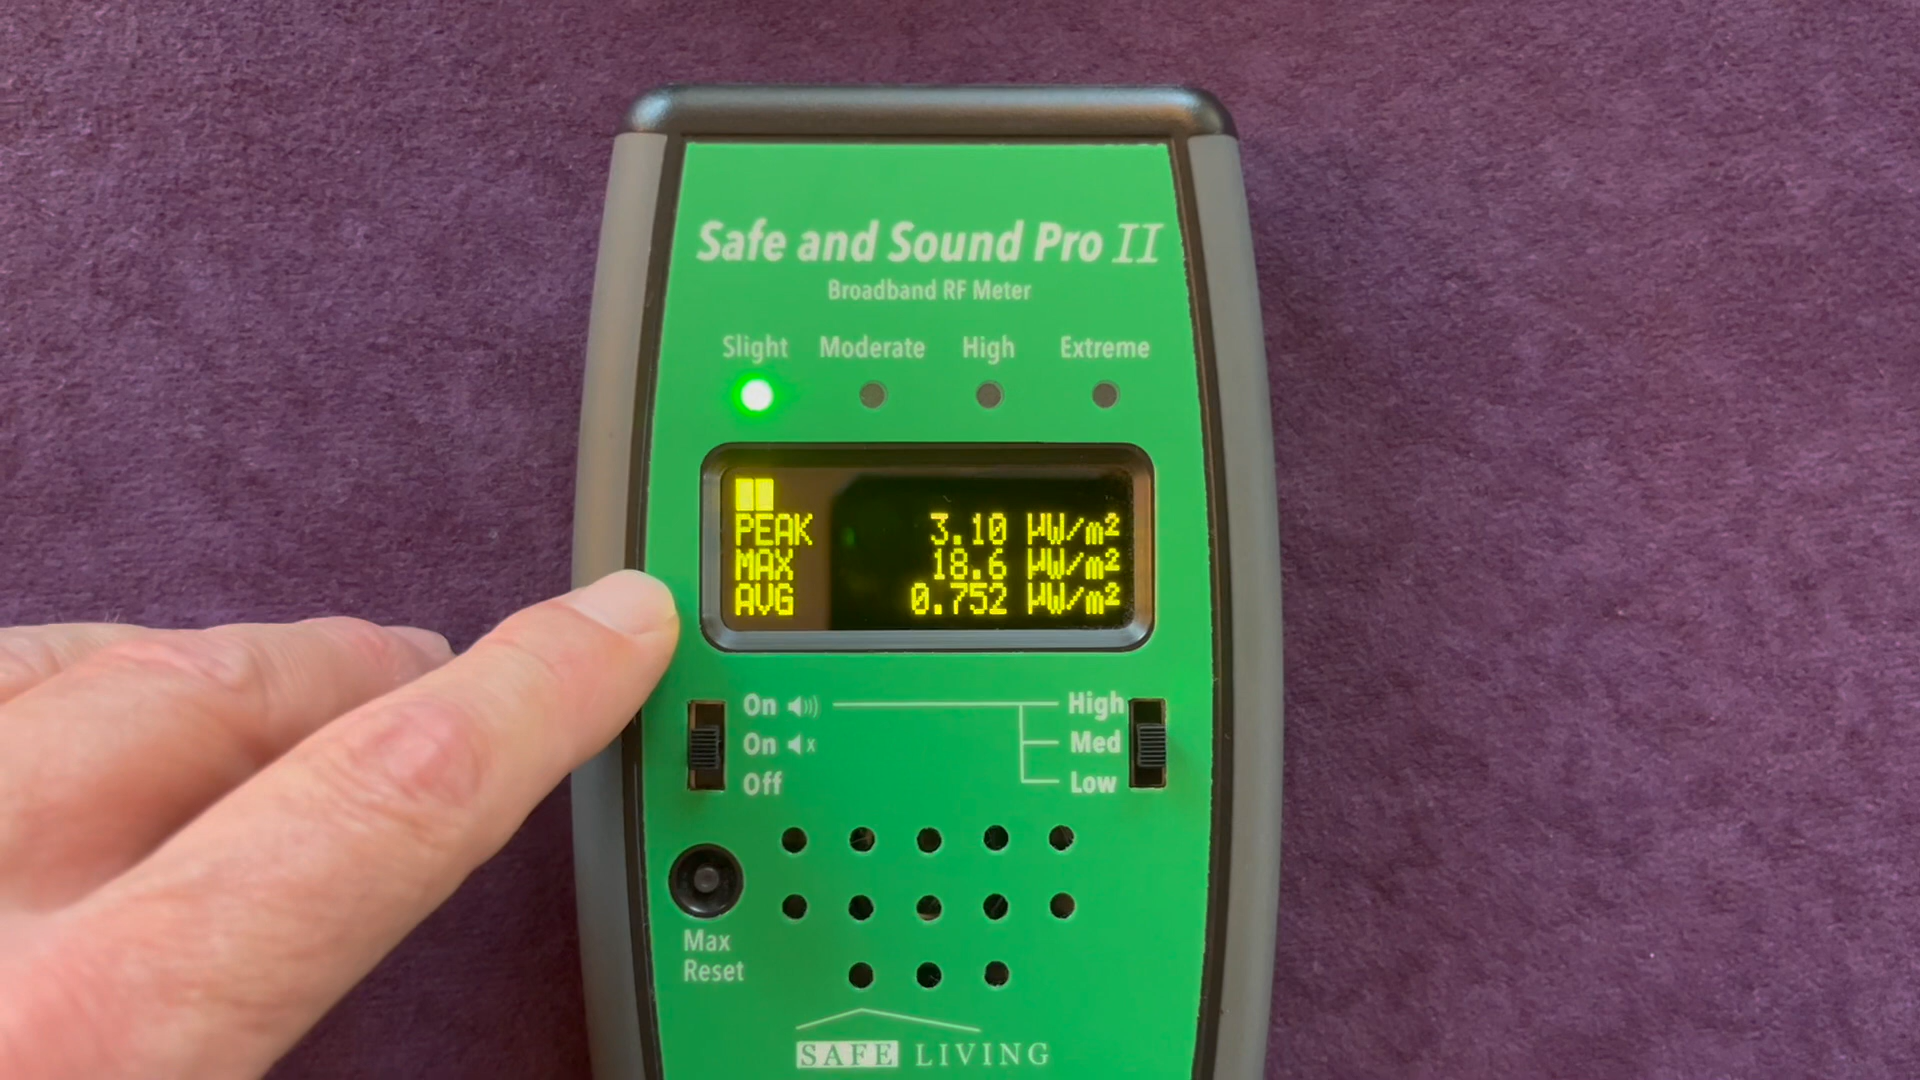 Safe and Sound Pro II
Broadband RF Meter
Slight Moderate High Extreme
PEAK 3.10 µW/m²
MAX 18.6 µW/m²
AVG 0.752 µW/m²
On High
On Med
Off Low
Max
Reset
SAFE LIVING